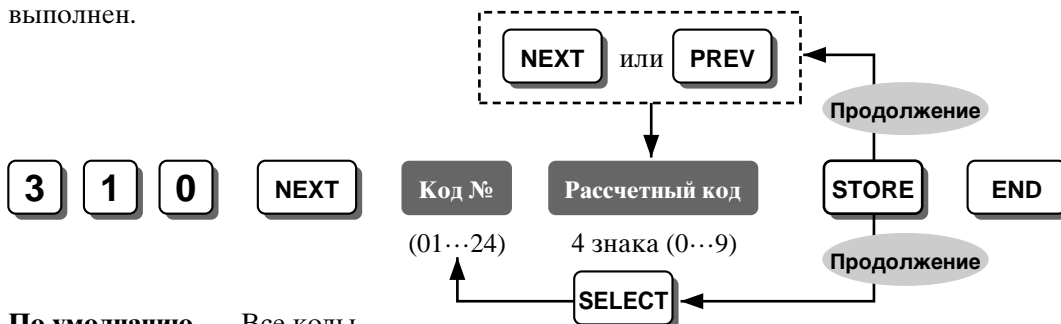 выполнен.
NEXT или PREV
Продолжение
3 1 0 NEXT Код № Рассчетный код STORE END
(01···24) 4 знака (0···9)
Продолжение
SELECT
По умолчанию Все коды